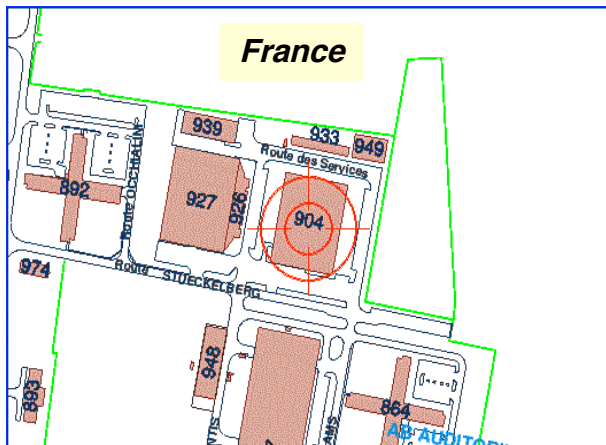 France
939
933
949
Route des Services
892
Route OCCHIALINI
927
926
904
974
Route STUECKELBERG
948
893
864
AB-AUDITORI